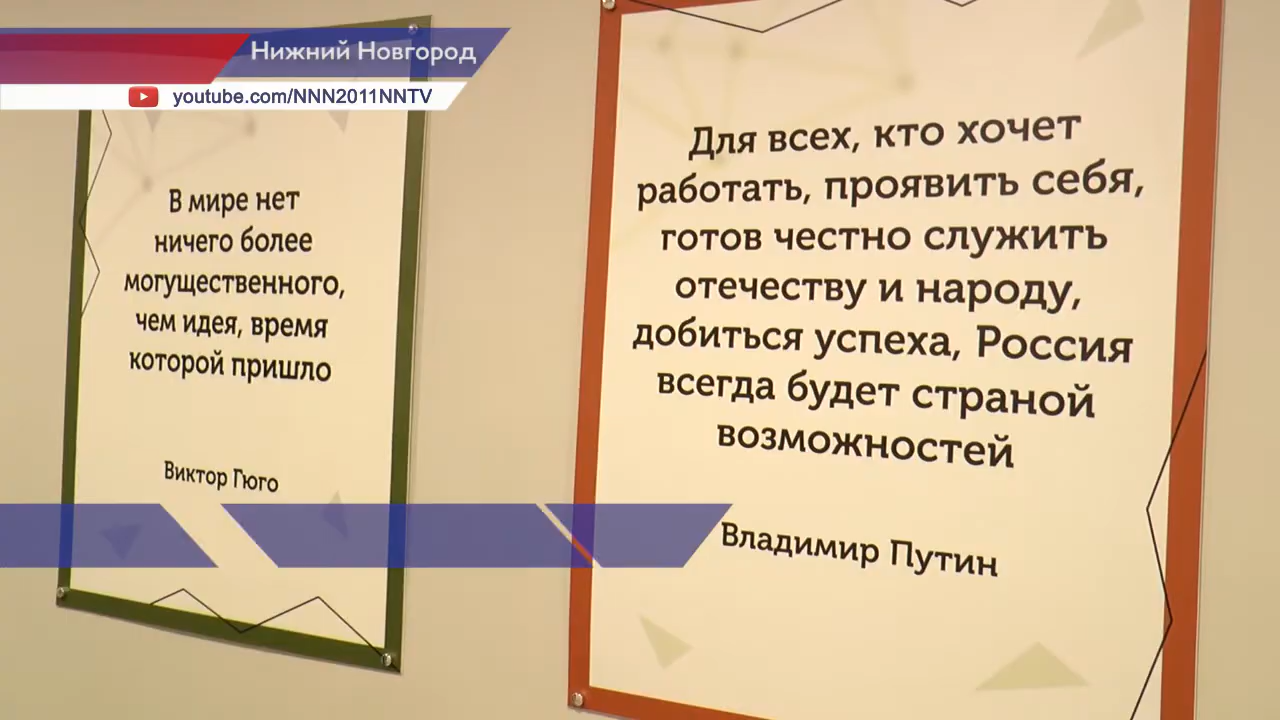 Нижний Новгород
youtube.com/NNN2011NNTV
В мире нет
ничего более
могущественного,
чем идея, время
которой пришло
Виктор Гюго
Для всех, кто хочет
работать, проявить себя,
готов честно служить
отечеству и народу,
добиться успеха, Россия
всегда будет страной
возможностей
Владимир Путин